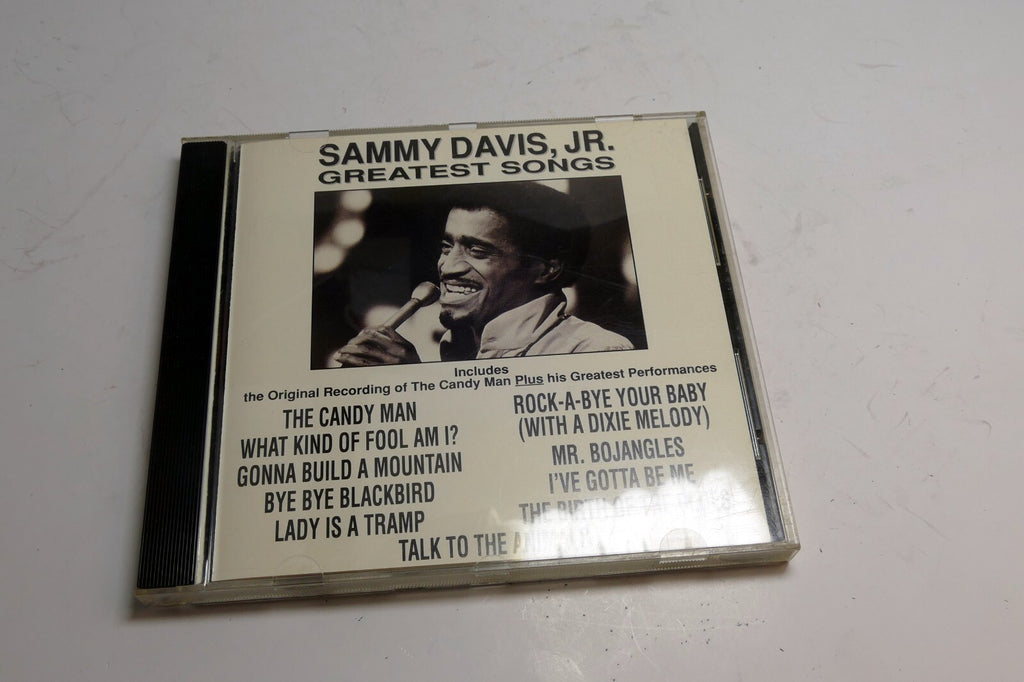 SAMMY DAVIS, JR.
GREATEST SONGS
Includes
the Original Recording of The Candy Man Plus his Greatest Performances
THE CANDY MAN
WHAT KIND OF FOOL AM I?
GONNA BUILD A MOUNTAIN
BYE BYE BLACKBIRD
LADY IS A TRAMP
ROCK-A-BYE YOUR BABY
(WITH A DIXIE MELODY)
MR. BOJANGLES
I'VE GOTTA BE ME
THE BIRTH OF THE
TALK TO THE